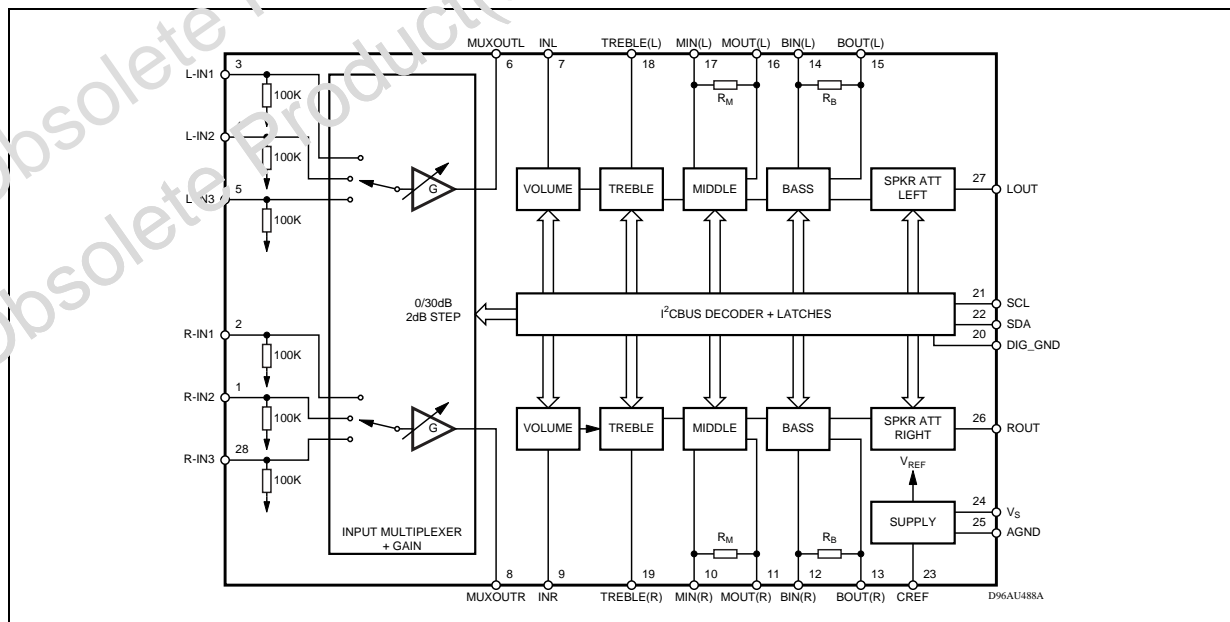 Obsolete Product(
Obsolete Product(
MUXOUTL INL TREBLE(L) MIN(L) MOUT(L) BIN(L) BOUT(L)
6 7 18 17 16 14 15
3
L-IN1
100K
L-IN2
100K
5
L-IN3
100K
RM
RB
G
VOLUME TREBLE MIDDLE BASS SPKR ATT LEFT
27
LOUT
0/30dB
2dB STEP
I2CBUS DECODER + LATCHES
21
SCL
22
SDA
20
DIG_GND
2
R-IN1
100K
1
R-IN2
100K
28
R-IN3
100K
G
VOLUME TREBLE MIDDLE BASS SPKR ATT RIGHT
26
ROUT
VREF
SUPPLY
24
VS
25
AGND
INPUT MULTIPLEXER
+ GAIN
RM
RB
8 9 19 10 11 12 13 23
MUXOUTR INR TREBLE(R) MIN(R) MOUT(R) BIN(R) BOUT(R) CREF
D96AU488A